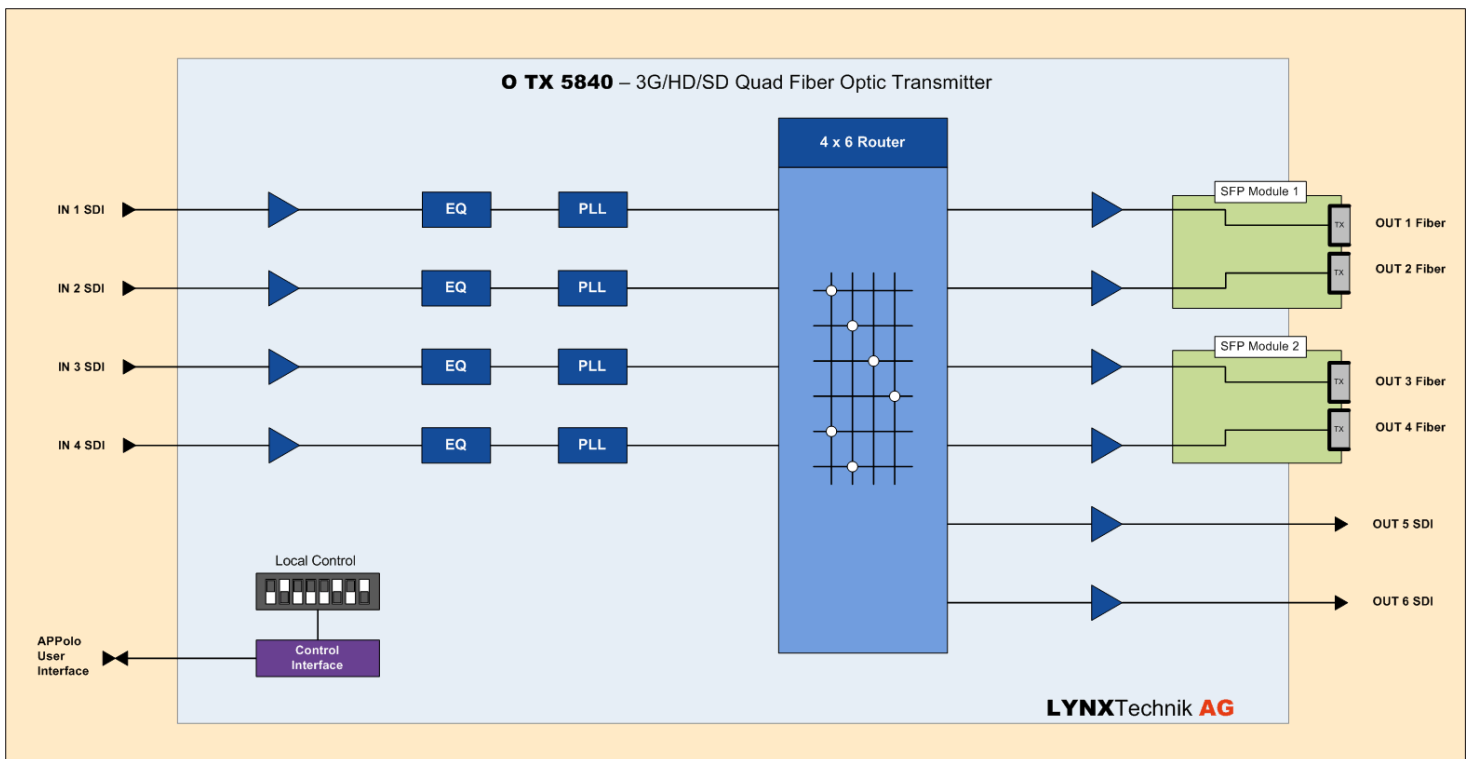 O TX 5840 – 3G/HD/SD Quad Fiber Optic Transmitter
4 x 6 Router
IN 1 SDI
EQ
PLL
SFP Module 1
TX
OUT 1 Fiber
IN 2 SDI
EQ
PLL
TX
OUT 2 Fiber
IN 3 SDI
EQ
PLL
SFP Module 2
TX
OUT 3 Fiber
IN 4 SDI
EQ
PLL
TX
OUT 4 Fiber
OUT 5 SDI
OUT 6 SDI
Local Control
Control
Interface
APPolo
User
Interface
LYNXTechnik AG